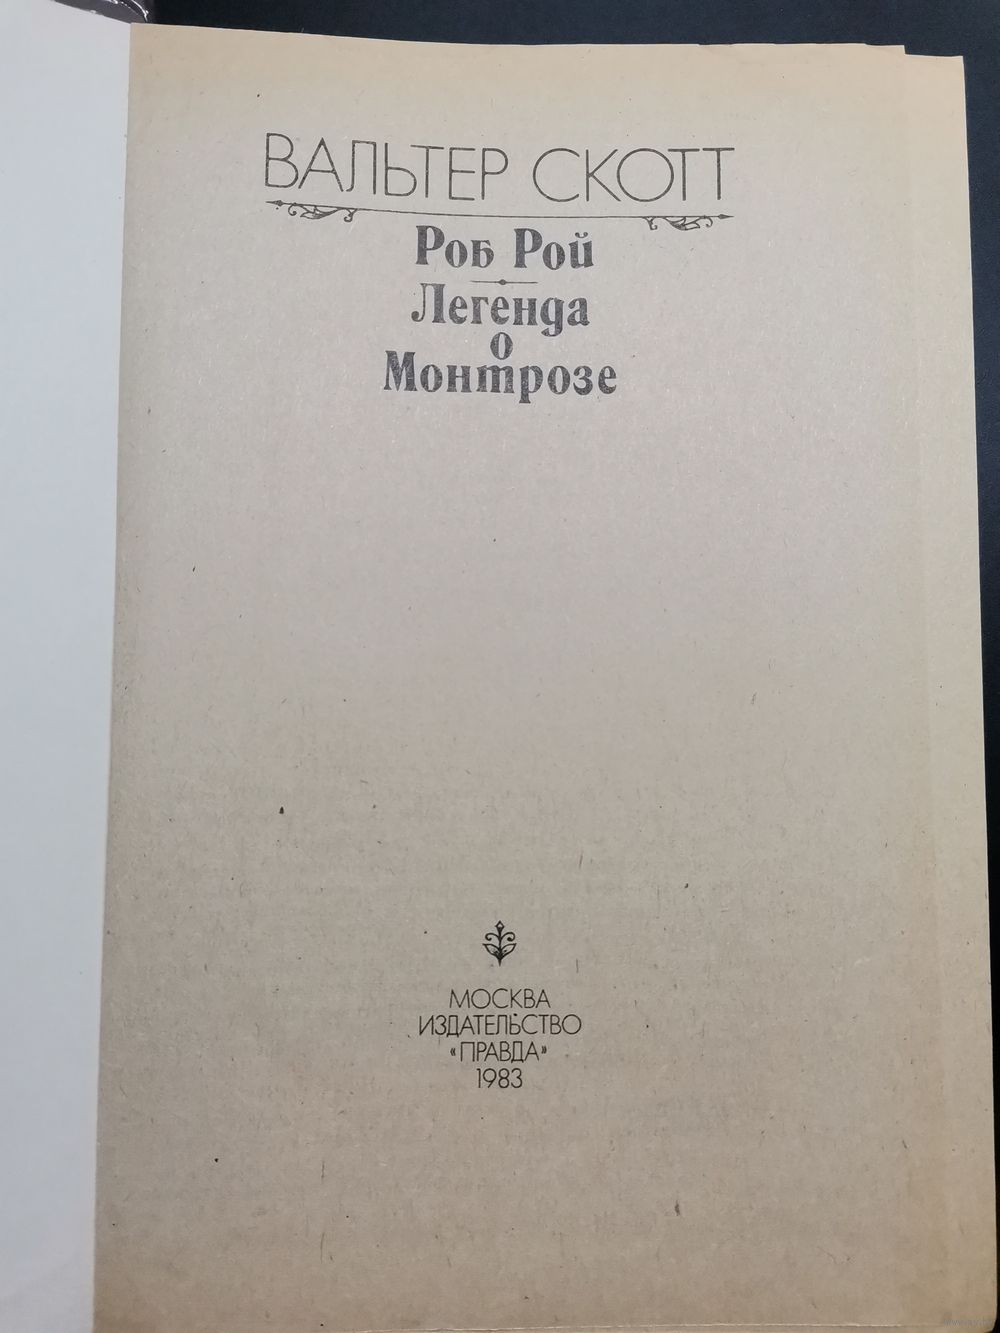 ВАЛЬТЕР СКОТТ
Роб Рой
Легенда
о
Монтрозе
МОСКВА
ИЗДАТЕЛЬСТВО
«ПРАВДА»
1983